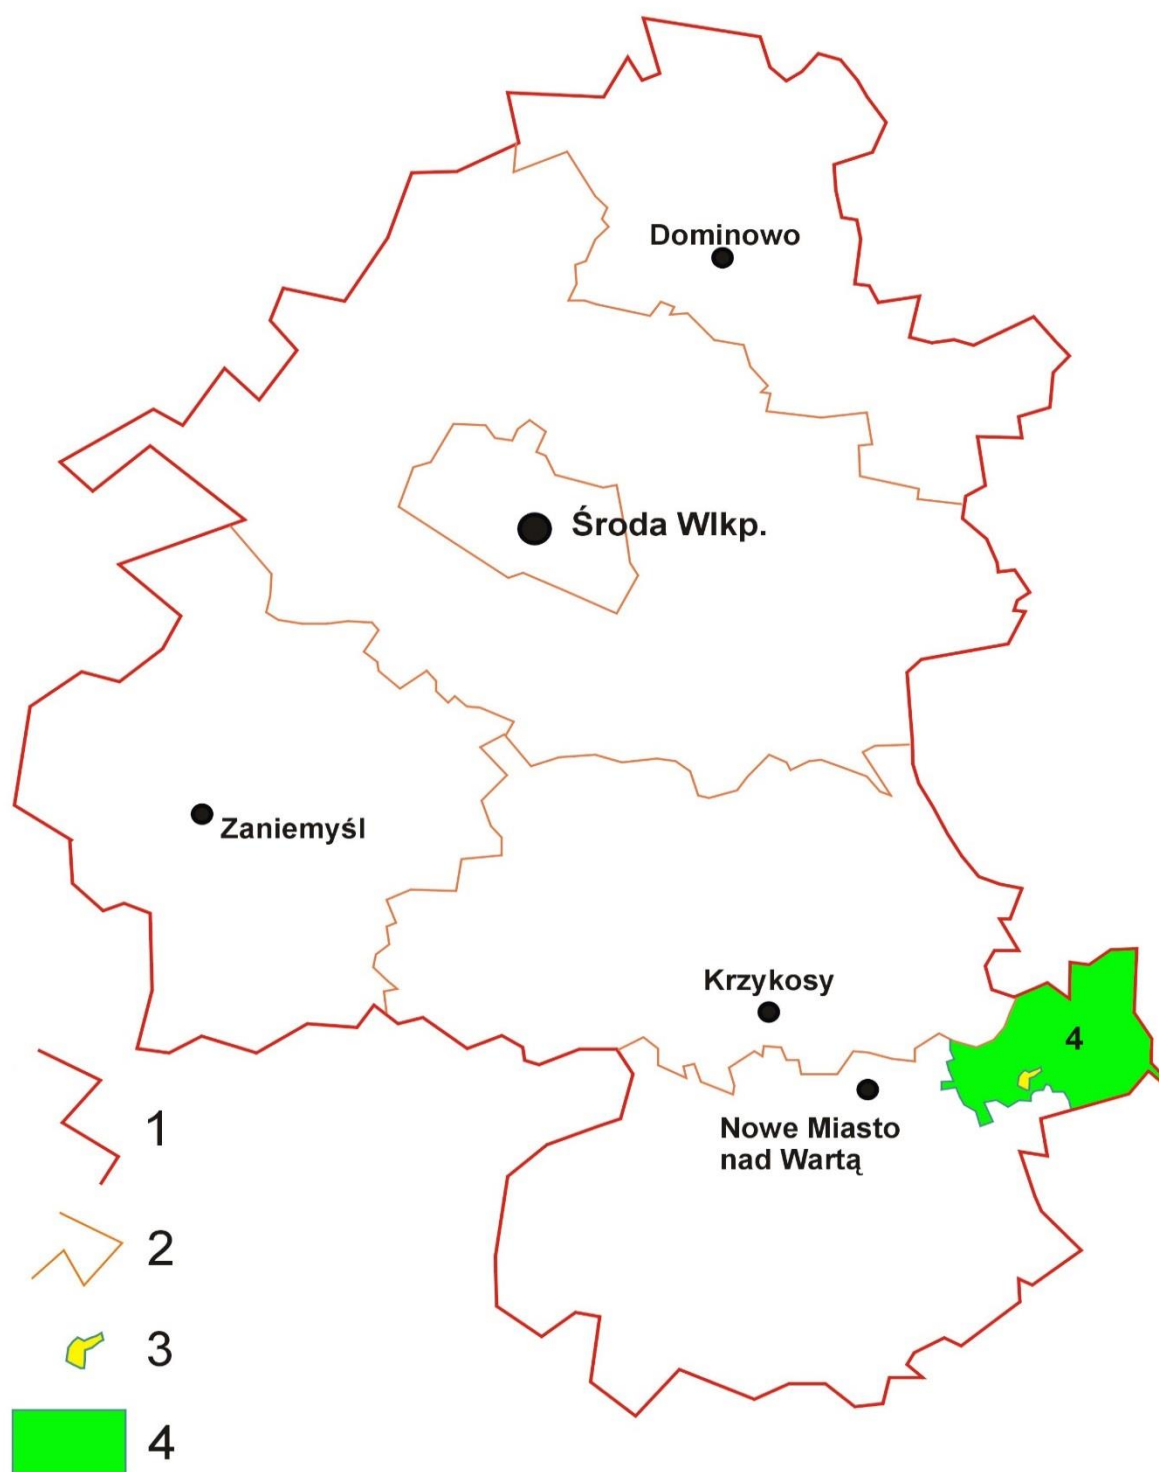 Dominowo
Środa Wlkp.
Zaniemyśl
Krzykosy
4
Nowe Miasto
nad Wartą
1
2
3
4